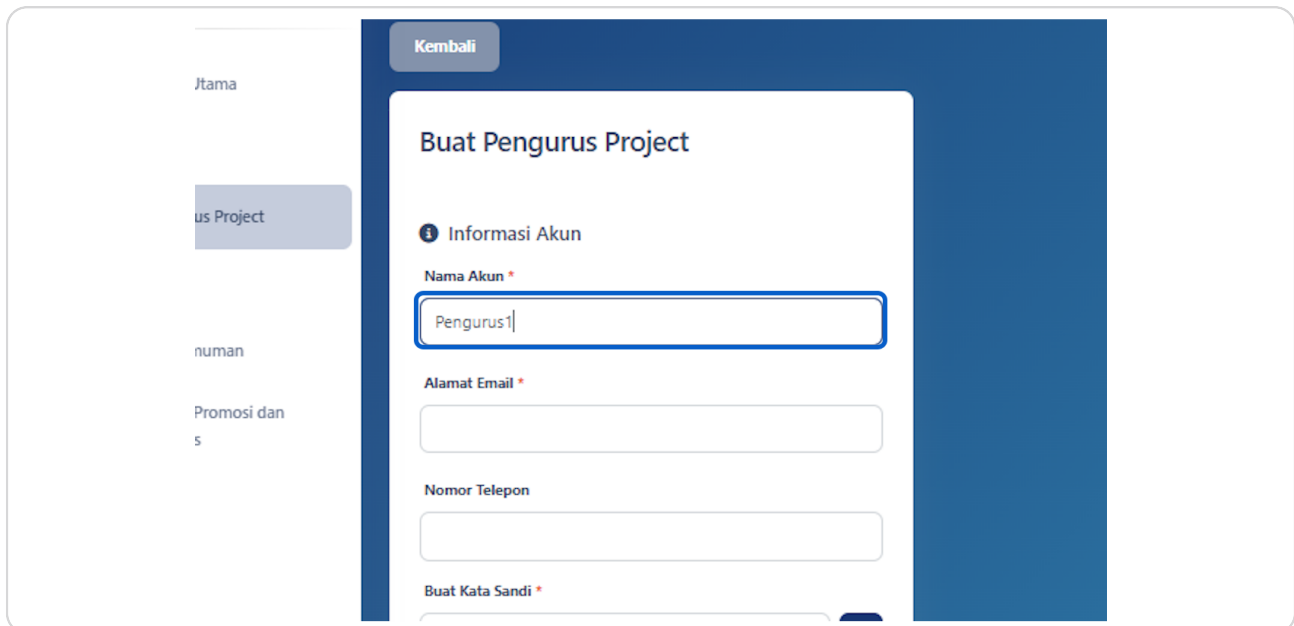 Kembali
Utama
Buat Pengurus Project
us Project
Informasi Akun
Nama Akun *
Pengurus1
muman
Alamat Email *
Promosi dan
s
Nomor Telepon
Buat Kata Sandi *